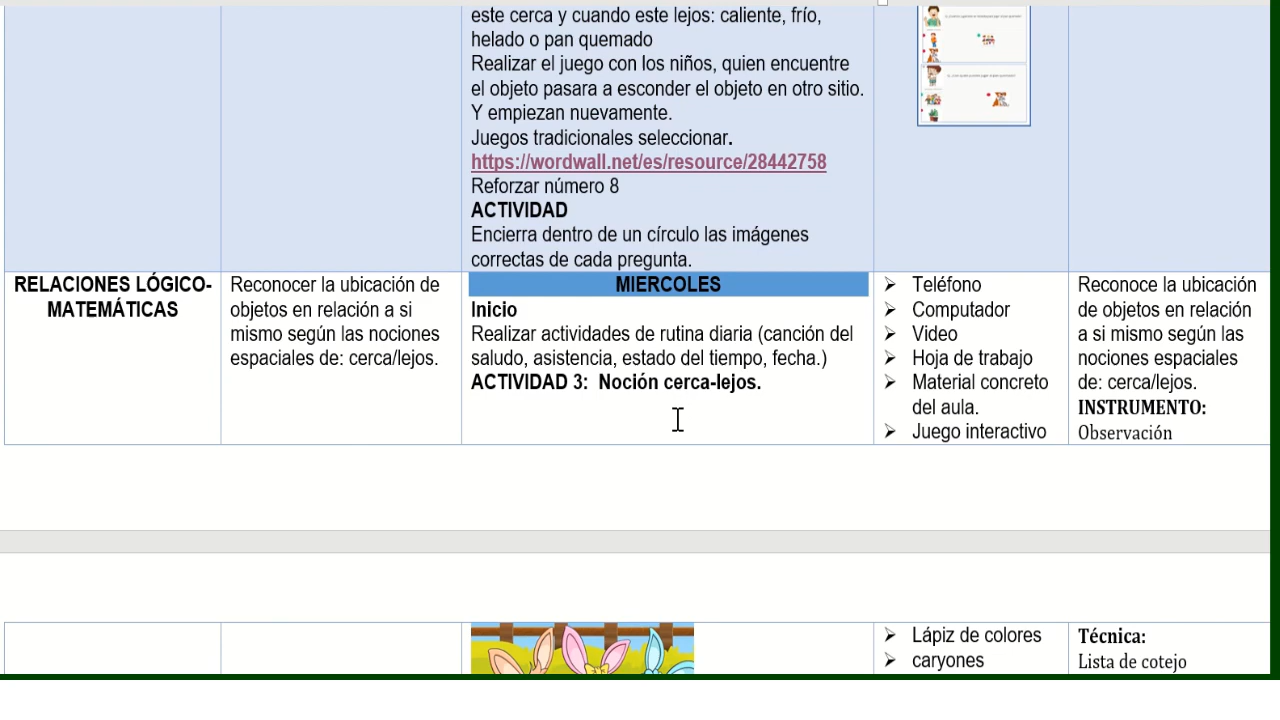 este cerca y cuando este lejos: caliente, frío,
helado o pan quemado
Realizar el juego con los niños, quien encuentre
el objeto pasara a esconder el objeto en otro sitio.
Y empiezan nuevamente.
Juegos tradicionales seleccionar.
https://wordwall.net/es/resource/28442758
Reforzar número 8
ACTIVIDAD
Encierra dentro de un círculo las imágenes
correctas de cada pregunta.
RELACIONES LÓGICO-
MATEMÁTICAS
Reconocer la ubicación de
objetos en relación a si
mismo según las nociones
espaciales de: cerca/lejos.
MIERCOLES
Inicio
Realizar actividades de rutina diaria (canción del
saludo, asistencia, estado del tiempo, fecha.)
ACTIVIDAD 3: Noción cerca-lejos.
Teléfono
Computador
Video
Hoja de trabajo
Material concreto
del aula.
Juego interactivo
Reconoce la ubicación
de objetos en relación
a si mismo según las
nociones espaciales
de: cerca/lejos.
INSTRUMENTO:
Observación
Lápiz de colores
caryones
Técnica:
Lista de cotejo